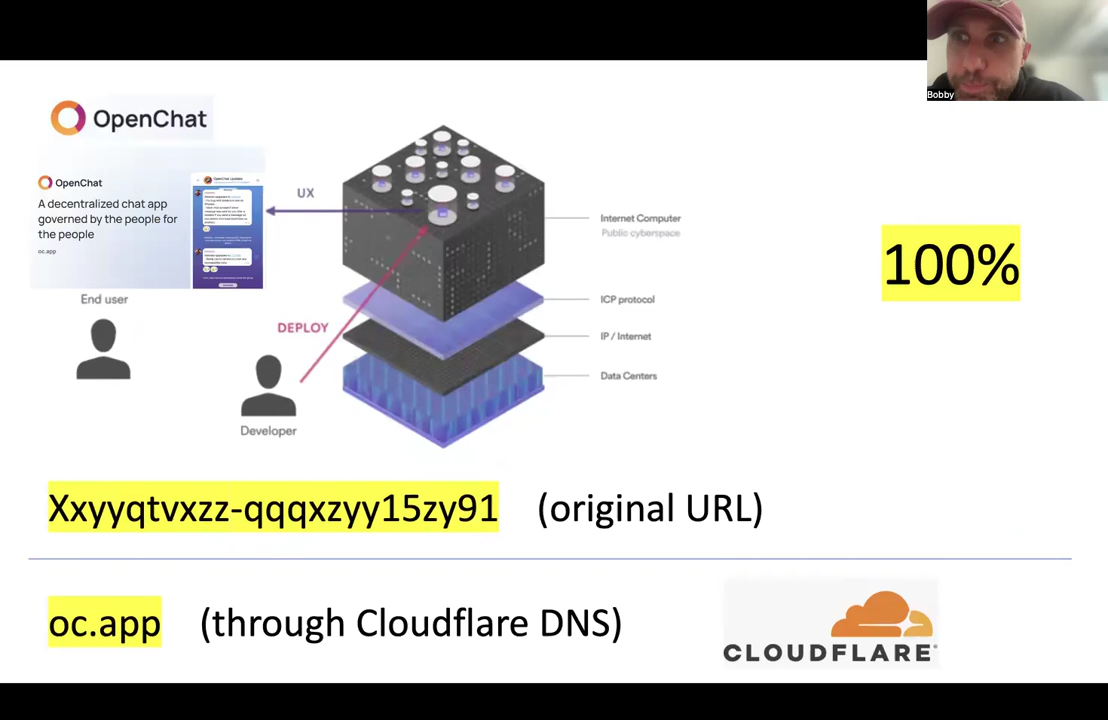 Bobby
OpenChat
OpenChat
A decentralized chat app
governed by the people for
the people
oc.app
End user
UX
DEPLOY
Developer
Internet Computer
Public cyberspace
ICP protocol
IP / Internet
Data Centers
100%
Xxyyqtvxzz-qqqxzyy15zy91 (original URL)
oc.app (through Cloudflare DNS)
CLOUDFLARE